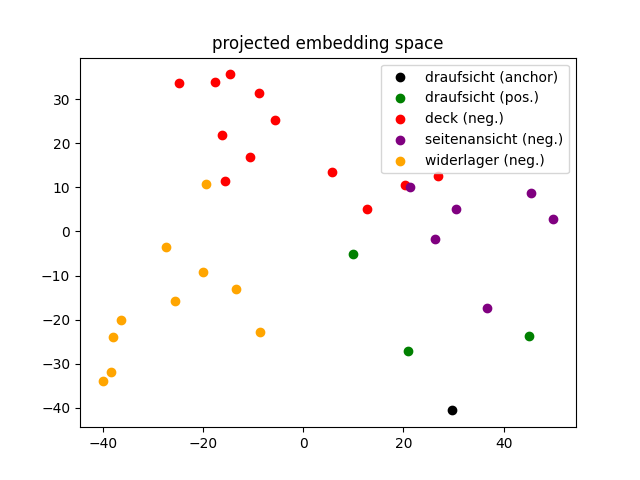 projected embedding space
draufsicht (anchor)
draufsicht (pos.)
deck (neg.)
seitenansicht (neg.)
widerlager (neg.)
30
20
10
0
−10
−20
−30
−40
−40 −20 0 20 40